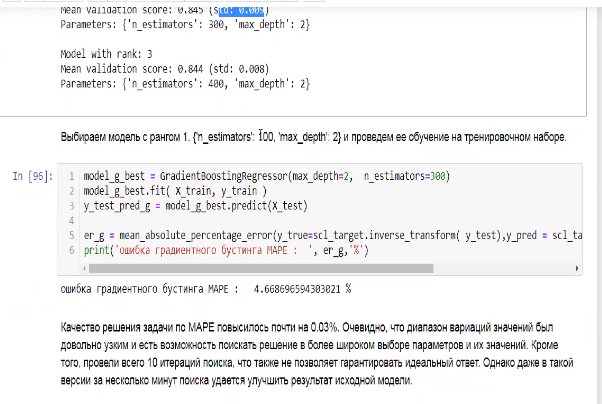 Mean validation score: 0.845 (std: 0.009)
Parameters: {'n_estimators': 300, 'max_depth': 2}
Model with rank: 3
Mean validation score: 0.844 (std: 0.008)
Parameters: {'n_estimators': 400, 'max_depth': 2}
Выбираем модель с рангом 1. {'n_estimators': 100, 'max_depth': 2} и проведем ее обучение на тренировочном наборе.
In [96]:
1 model_g_best = GradientBoostingRegressor(max_depth=2, n_estimators=300)
2 model_g_best.fit( X_train, y_train )
3 y_test_pred_g = model_g_best.predict(X_test)
4
5 er_g = mean_absolute_percentage_error(y_true=scl_target.inverse_transform( y_test),y_pred = scl_ta
6 print('ошибка градиентного бустинга MAPE : ', er_g,'%')
ошибка градиентного бустинга MAPE : 4.668696594303021 %
Качество решения задачи по MAPE повысилось почти на 0.03%. Очевидно, что диапазон вариаций значений был
довольно узким и есть возможность поискать решение в более широком выборе параметров и их значений. Кроме
того, провели всего 10 итераций поиска, что также не позволяет гарантировать идеальный ответ. Однако даже в такой
версии за несколько минут поиска удается улучшить результат исходной модели.